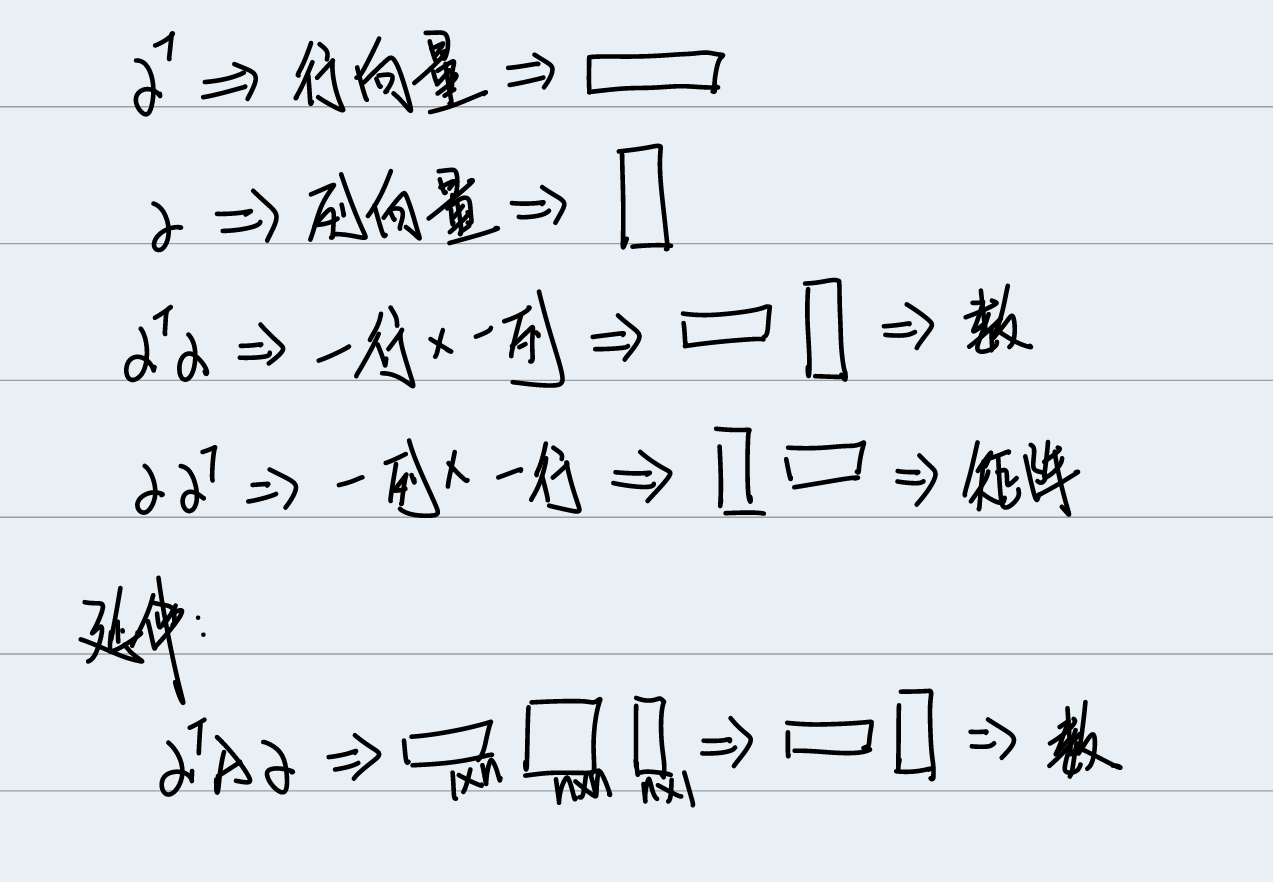 α^T ⇒ 行向量 ⇒
α ⇒ 列向量 ⇒
α^Tα ⇒ 一行 × 一列 ⇒ ⇒ 数
αα^T ⇒ 一列 × 一行 ⇒ ⇒ 矩阵
延伸:
α^TAα ⇒ 1×n n×n n×1 ⇒ ⇒ 数